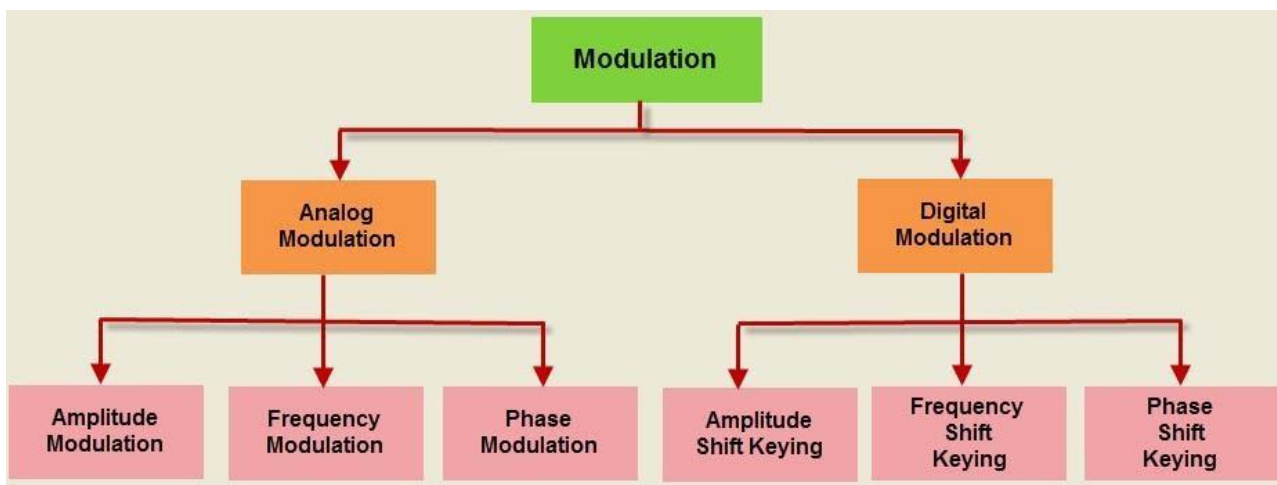 Modulation
Analog
Modulation
Digital
Modulation
Amplitude
Modulation
Frequency
Modulation
Phase
Modulation
Amplitude
Shift Keying
Frequency
Shift
Keying
Phase
Shift
Keying